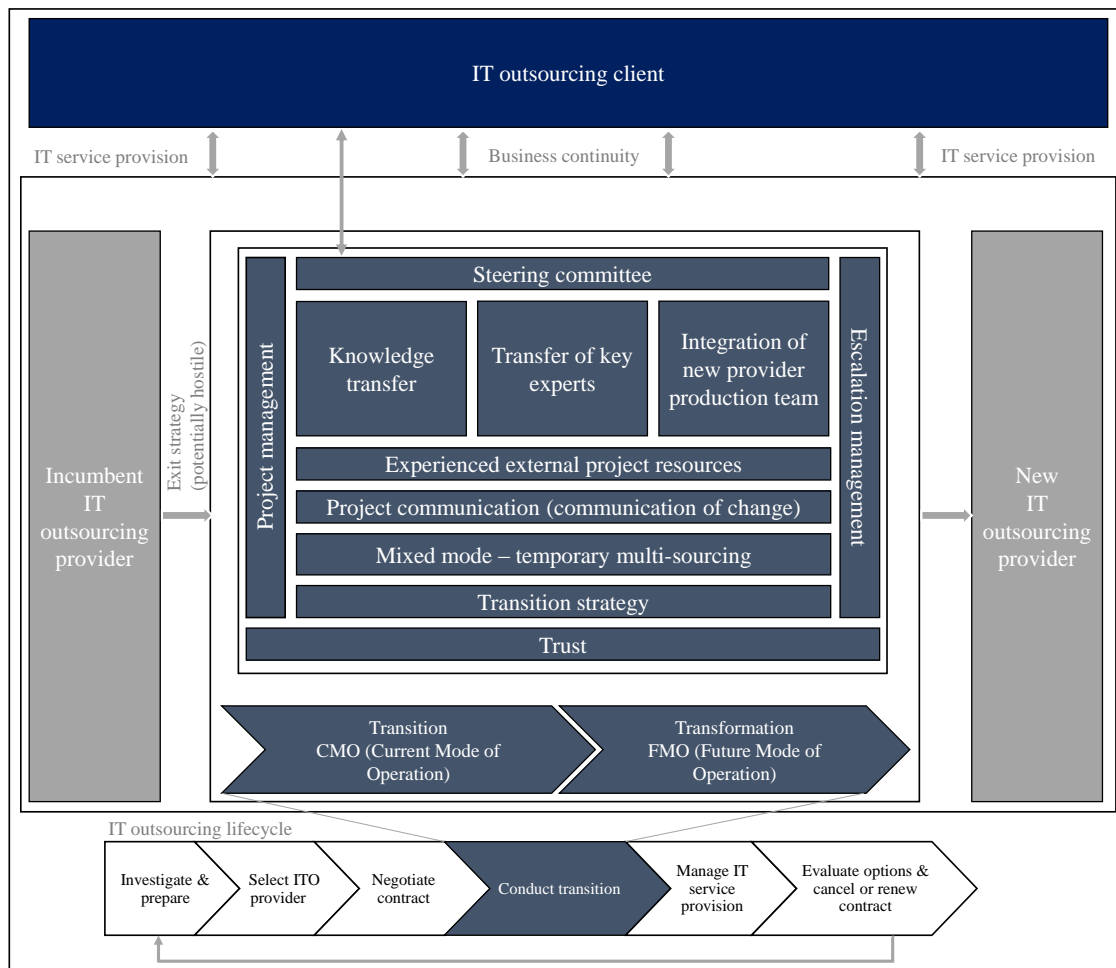 IT outsourcing client
IT service provision
Business continuity
IT service provision
Incumbent
IT
outsourcing
provider
Exit strategy
(potentially hostile)
Project management
Steering committee
Knowledge
transfer
Transfer of key
experts
Integration of
new provider
production team
Experienced external project resources
Project communication (communication of change)
Mixed mode – temporary multi-sourcing
Transition strategy
Escalation management
Trust
New
IT
outsourcing
provider
Transition
CMO (Current Mode of
Operation)
Transformation
FMO (Future Mode of
Operation)
IT outsourcing lifecycle
Investigate &
prepare
Select ITO
provider
Negotiate
contract
Conduct transition
Manage IT
service
provision
Evaluate options &
cancel or renew
contract